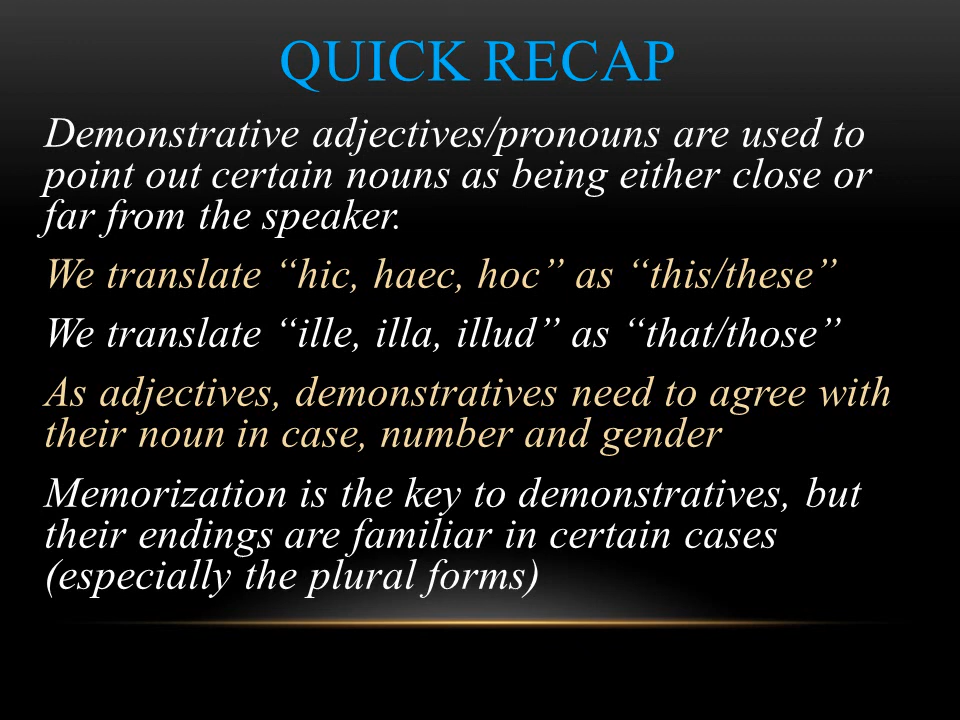 QUICK RECAP
Demonstrative adjectives/pronouns are used to
point out certain nouns as being either close or
far from the speaker.
We translate “hic, haec, hoc” as “this/these”
We translate “ille, illa, illud” as “that/those”
As adjectives, demonstratives need to agree with
their noun in case, number and gender
Memorization is the key to demonstratives, but
their endings are familiar in certain cases
(especially the plural forms)